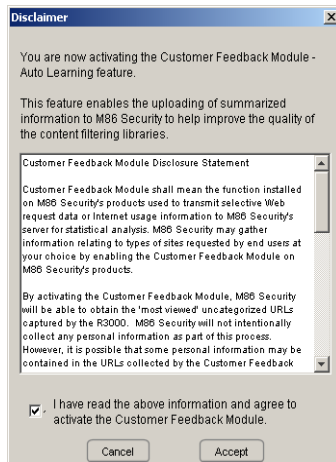 Disclaimer
You are now activating the Customer Feedback Module -
Auto Learning feature.
This feature enables the uploading of summarized
information to M86 Security to help improve the quality of
the content filtering libraries.
Customer Feedback Module Disclosure Statement
Customer Feedback Module shall mean the function installed
on M86 Security's products used to transmit selective Web
request data or Internet usage information to M86 Security's
server for statistical analysis. M86 Security may gather
information relating to types of sites requested by end users at
your choice by enabling the Customer Feedback Module on
M86 Security's products.
By activating the Customer Feedback Module, M86 Security
will be able to obtain the 'most viewed' uncategorized URLs
captured by the R3000. M86 Security will not intentionally
collect any personal information as part of this process.
However, it is possible that some personal information may be
contained in the URLs collected by the Customer Feedback
I have read the above information and agree to
activate the Customer Feedback Module.
Cancel Accept